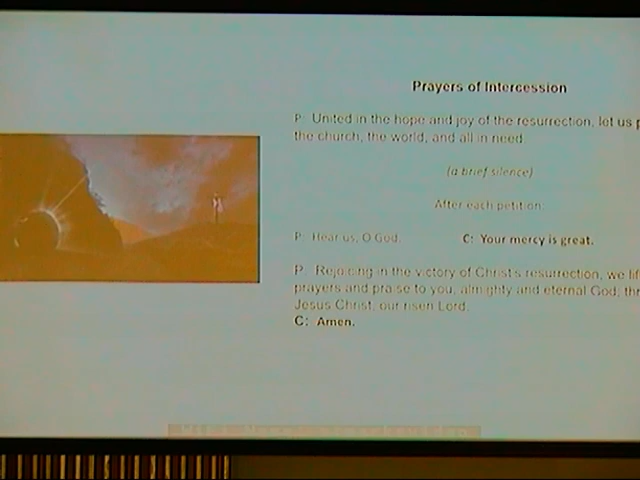 Prayers of Intercession
P: United in the hope and joy of the resurrection, let us p
the church, the world, and all in need.
(a brief silence)
After each petition:
P: Hear us, O God. C: Your mercy is great.
P: Rejoicing in the victory of Christ's resurrection, we lif
prayers and praise to you, almighty and eternal God, thr
Jesus Christ, our risen Lord.
C: Amen.